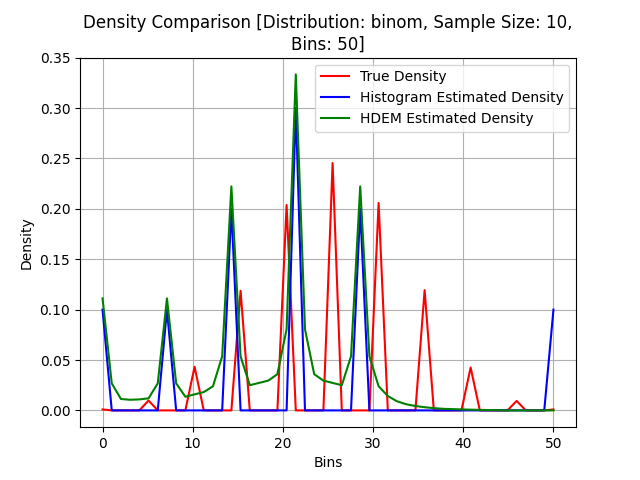 Density Comparison [Distribution: binom, Sample Size: 10,
Bins: 50]
True Density
Histogram Estimated Density
HDEM Estimated Density
Density
0.35
0.30
0.25
0.20
0.15
0.10
0.05
0.00
0 10 20 30 40 50
Bins